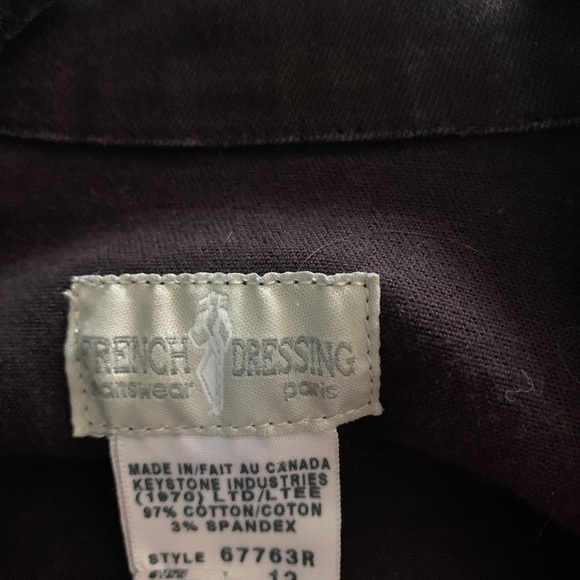 FRENCH DRESSING
jeanswear paris
MADE IN/FAIT AU CANADA
KEYSTONE INDUSTRIES
(1970) LTD/LTEE
97% COTTON/COTON
3% SPANDEX
STYLE 67763R
12